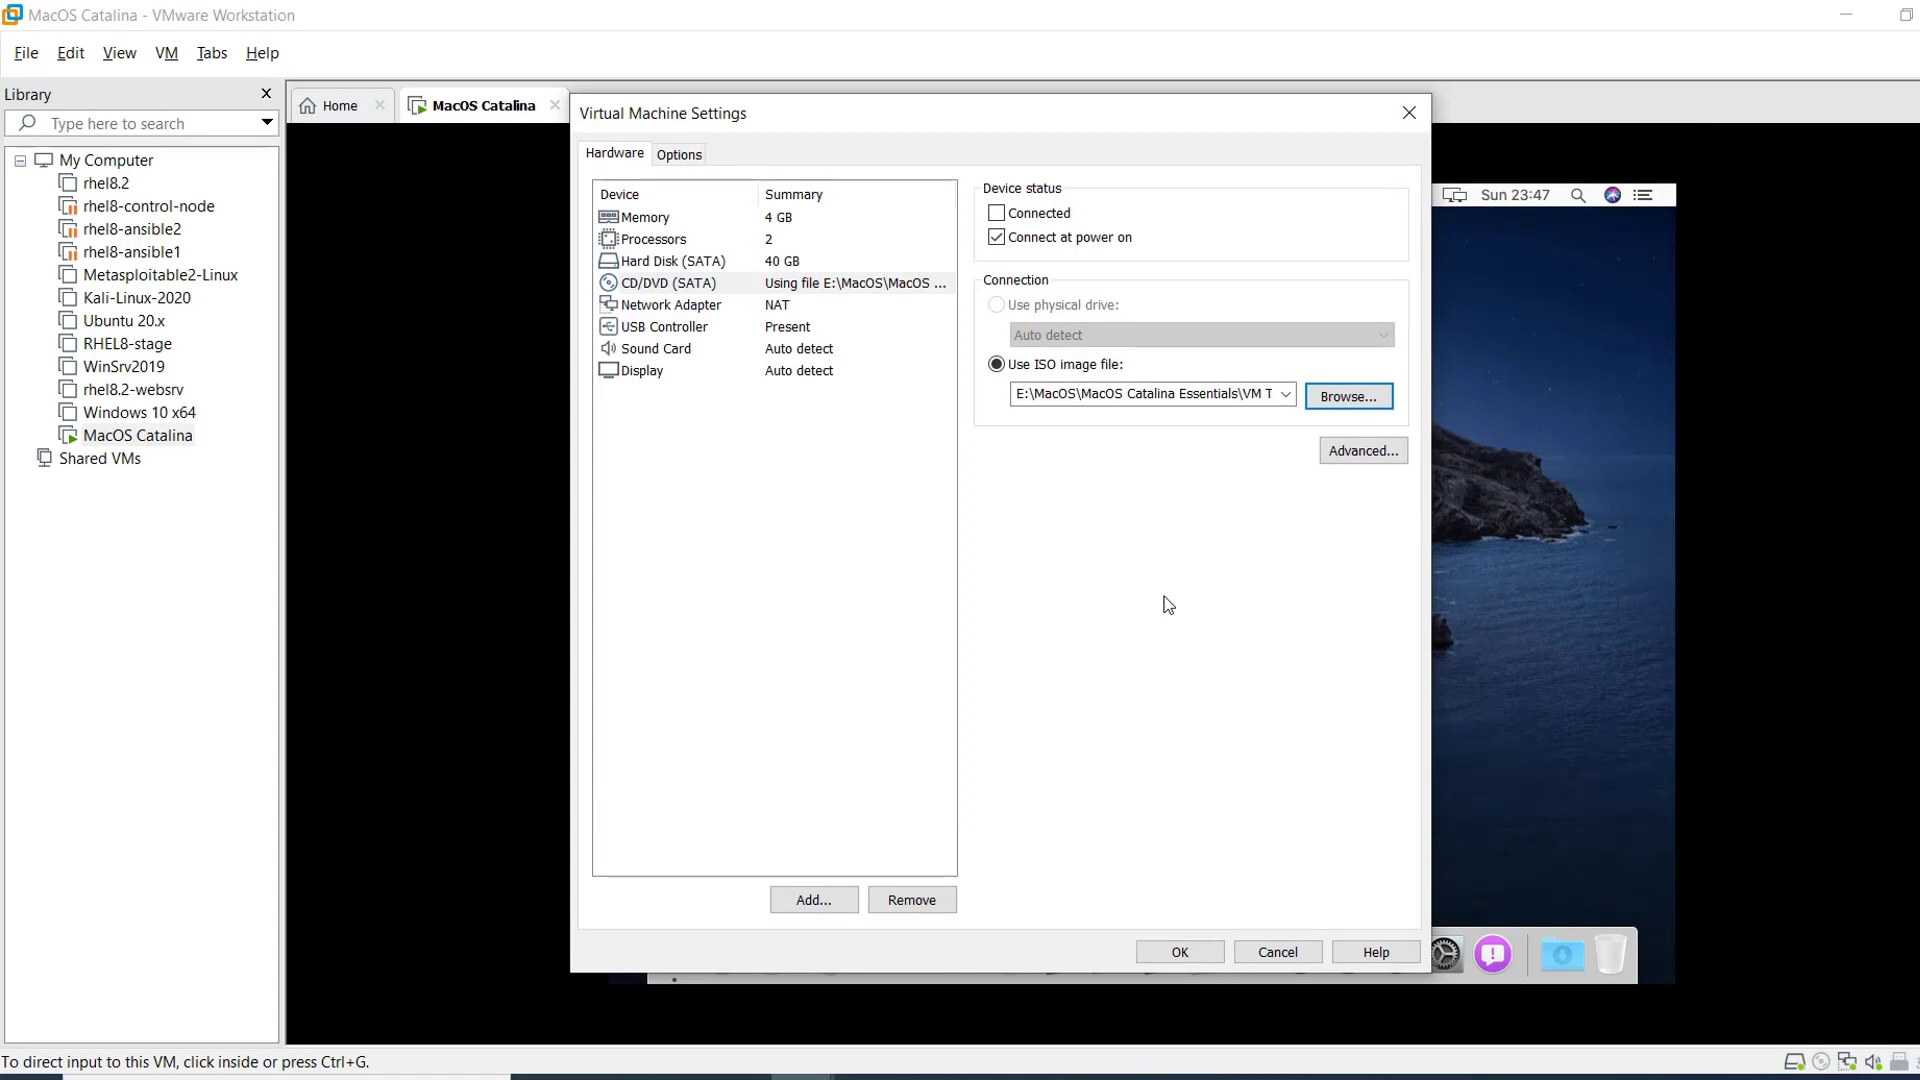 MacOS Catalina - VMware Workstation
File Edit View VM Tabs Help
Library
Type here to search
My Computer
rhel8.2
rhel8-control-node
rhel8-ansible2
rhel8-ansible1
Metasploitable2-Linux
Kali-Linux-2020
Ubuntu 20.x
RHEL8-stage
WinSrv2019
rhel8.2-websrv
Windows 10 x64
MacOS Catalina
Shared VMs
Home
MacOS Catalina
Virtual Machine Settings
Hardware Options
Device Summary
Memory 4 GB
Processors 2
Hard Disk (SATA) 40 GB
CD/DVD (SATA) Using file E:\MacOS\MacOS ...
Network Adapter NAT
USB Controller Present
Sound Card Auto detect
Display Auto detect
Add... Remove
Device status
Connected
Connect at power on
Connection
Use physical drive:
Auto detect
Use ISO image file:
E:\MacOS\MacOS Catalina Essentials\VM T Browse...
Advanced...
OK Cancel Help
Sun 23:47
To direct input to this VM, click inside or press Ctrl+G.